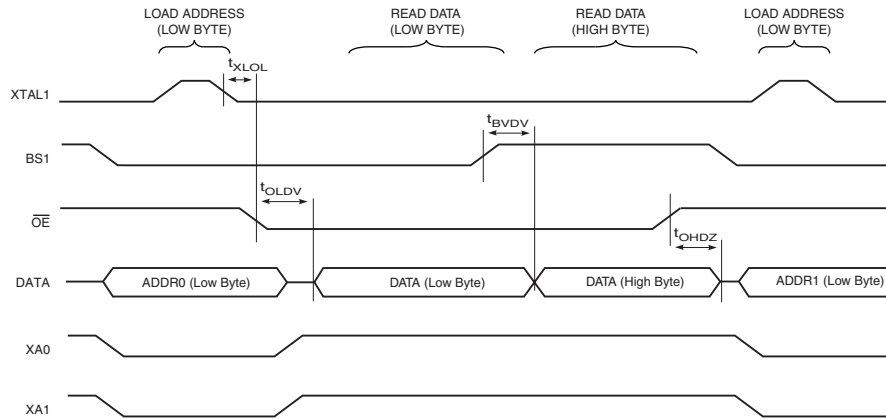 LOAD ADDRESS
(LOW BYTE)
READ DATA
(LOW BYTE)
READ DATA
(HIGH BYTE)
LOAD ADDRESS
(LOW BYTE)
tXLOL
XTAL1
tBVDV
BS1
tOLDV
OE
tOHDZ
DATA
ADDR0 (Low Byte)
DATA (Low Byte)
DATA (High Byte)
ADDR1 (Low Byte)
XA0
XA1